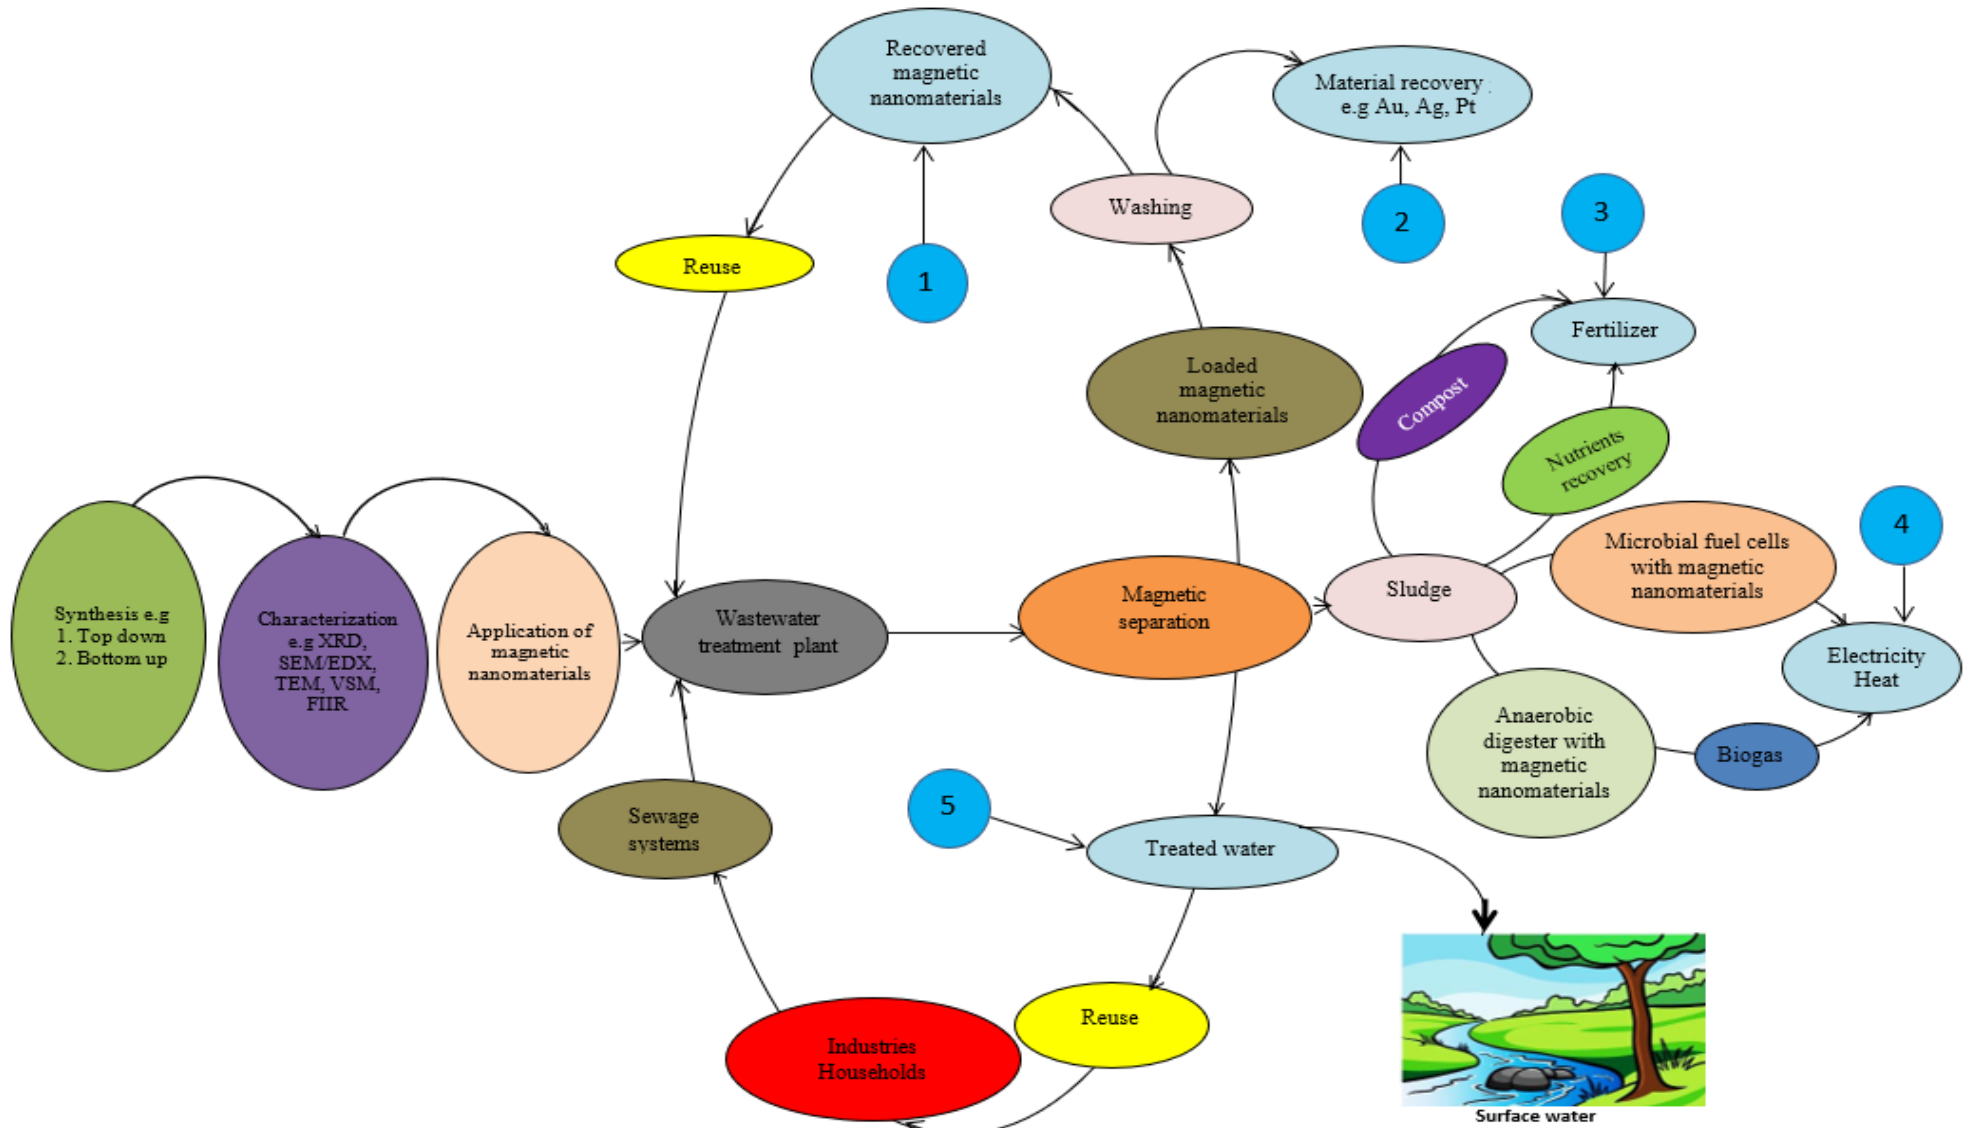 Recovered
magnetic
nanomaterials
Material recovery :
e.g Au, Ag, Pt
Washing
2
3
Reuse
1
Fertilizer
Loaded
magnetic
nanomaterials
Compost
Nutrients
recovery
4
Microbial fuel cells
with magnetic
nanomaterials
Sludge
Magnetic
separation
Wastewater
treatment plant
Synthesis e.g
1. Top down
2. Bottom up
Characterization
e.g XRD,
SEM/EDX,
TEM, VSM,
FIIR
Application of
magnetic
nanomaterials
Electricity
Heat
Anaerobic
digester with
magnetic
nanomaterials
Biogas
Sewage
systems
5
Treated water
Reuse
Industries
Households
Surface water